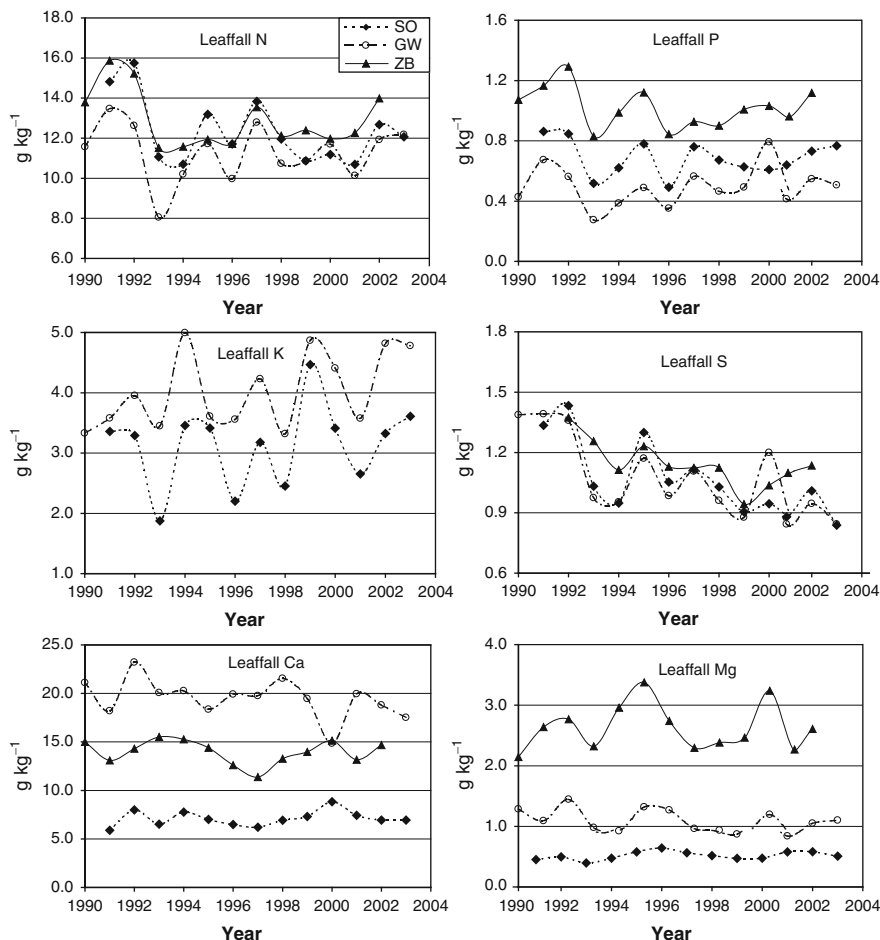 Leaffall N
SO
GW
ZB
g kg−1
18.0
16.0
14.0
12.0
10.0
8.0
6.0
1990 1992 1994 1996 1998 2000 2002 2004
Year
Leaffall P
g kg−1
1.6
1.2
0.8
0.4
0.0
1990 1992 1994 1996 1998 2000 2002 2004
Year
Leaffall K
g kg−1
5.0
4.0
3.0
2.0
1.0
1990 1992 1994 1996 1998 2000 2002 2004
Year
Leaffall S
g kg−1
1.8
1.5
1.2
0.9
0.6
1990 1992 1994 1996 1998 2000 2002 2004
Year
Leaffall Ca
g kg−1
25.0
20.0
15.0
10.0
5.0
0.0
1990 1992 1994 1996 1998 2000 2002 2004
Year
Leaffall Mg
g kg−1
4.0
3.0
2.0
1.0
0.0
1990 1992 1994 1996 1998 2000 2002 2004
Year